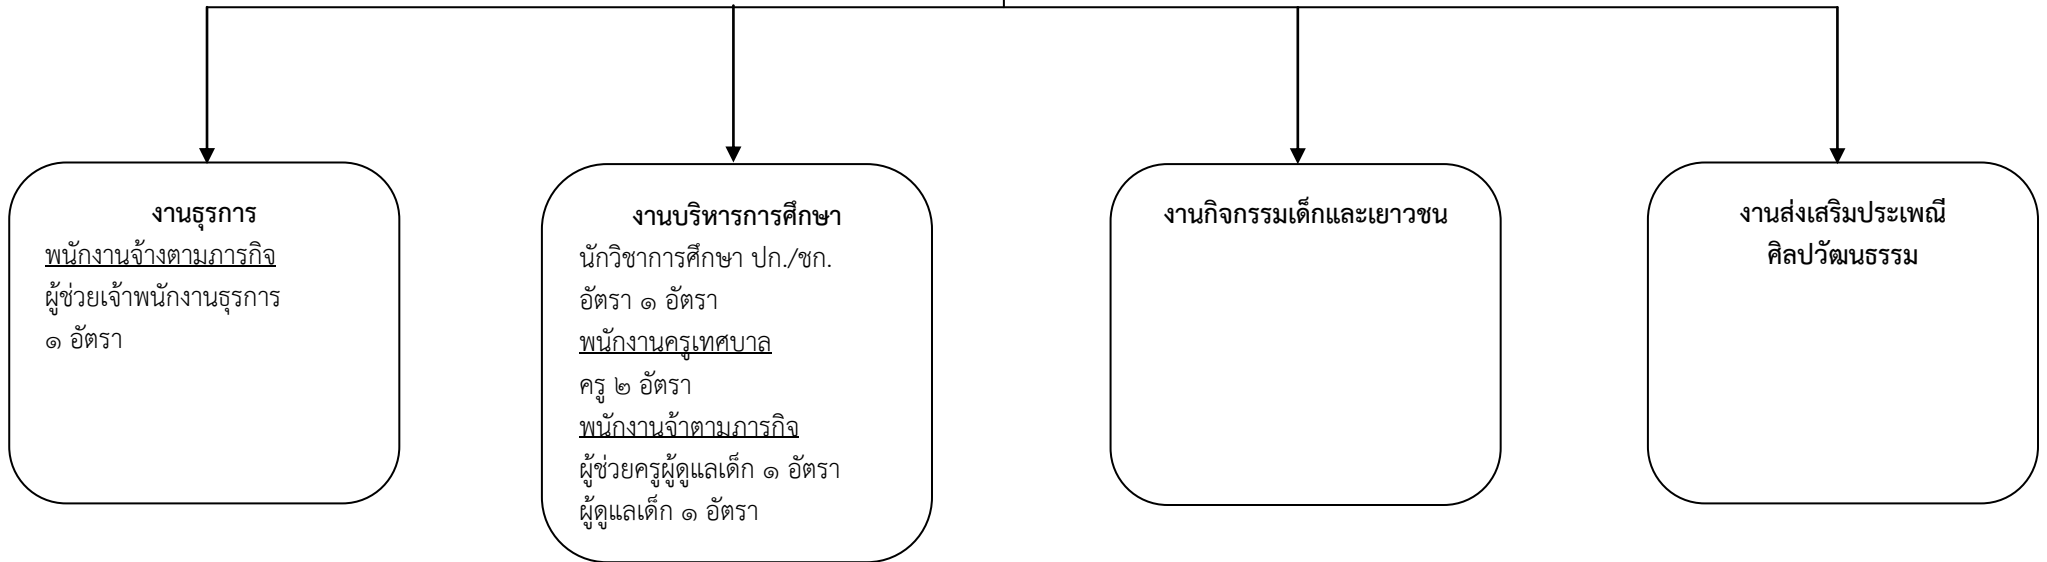 งานธุรการ
พนักงานจ้างตามภารกิจ
ผู้ช่วยเจ้าพนักงานธุรการ
๑ อัตรา
งานบริหารการศึกษา
นักวิชาการศึกษา ปก./ชก.
อัตรา ๑ อัตรา
พนักงานครูเทศบาล
ครู ๒ อัตรา
พนักงานจ้าตามภารกิจ
ผู้ช่วยครูผู้ดูแลเด็ก ๑ อัตรา
ผู้ดูแลเด็ก ๑ อัตรา
งานกิจกรรมเด็กและเยาวชน
งานส่งเสริมประเพณี
ศิลปวัฒนธรรม